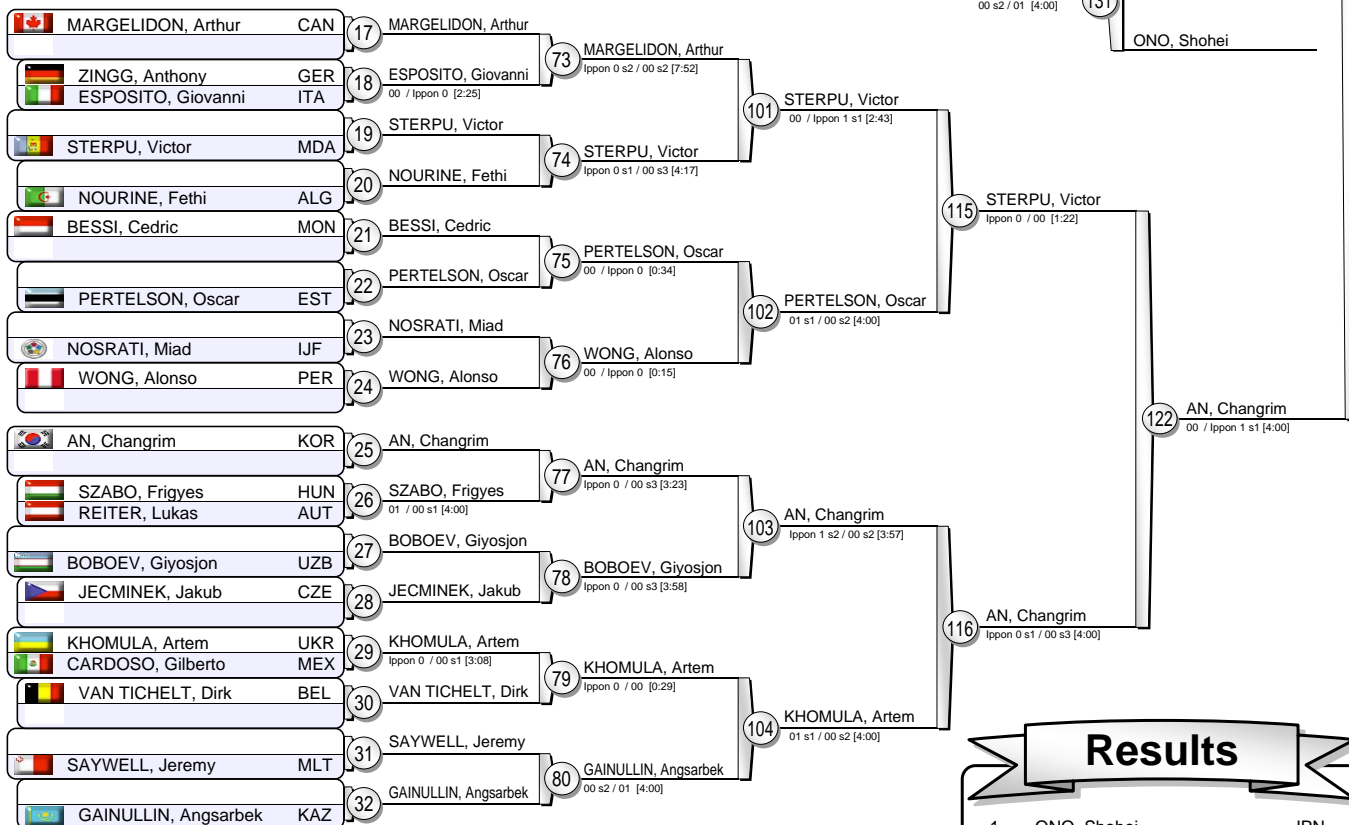 00 s2 / 01 [4:00]
131
ONO, Shohei
MARGELIDON, Arthur CAN
17
MARGELIDON, Arthur
ZINGG, Anthony GER
ESPOSITO, Giovanni ITA
18
ESPOSITO, Giovanni
00 / Ippon 0 [2:25]
73
MARGELIDON, Arthur
Ippon 0 s2 / 00 s2 [7:52]
STERPU, Victor MDA
19
STERPU, Victor
NOURINE, Fethi ALG
20
NOURINE, Fethi
74
STERPU, Victor
Ippon 0 s1 / 00 s3 [4:17]
101
STERPU, Victor
00 / Ippon 1 s1 [2:43]
BESSI, Cedric MON
21
BESSI, Cedric
PERTELSON, Oscar EST
22
PERTELSON, Oscar
75
PERTELSON, Oscar
00 / Ippon 0 [0:34]
NOSRATI, Miad IJF
23
NOSRATI, Miad
WONG, Alonso PER
24
WONG, Alonso
76
WONG, Alonso
00 / Ippon 0 [0:15]
102
PERTELSON, Oscar
01 s1 / 00 s2 [4:00]
115
STERPU, Victor
Ippon 0 / 00 [1:22]
AN, Changrim KOR
25
AN, Changrim
SZABO, Frigyes HUN
REITER, Lukas AUT
26
SZABO, Frigyes
01 / 00 s1 [4:00]
77
AN, Changrim
Ippon 0 / 00 s3 [3:23]
BOBOEV, Giyosjon UZB
27
BOBOEV, Giyosjon
JECMINEK, Jakub CZE
28
JECMINEK, Jakub
78
BOBOEV, Giyosjon
Ippon 0 / 00 s3 [3:58]
103
AN, Changrim
Ippon 1 s2 / 00 s2 [3:57]
KHOMULA, Artem UKR
CARDOSO, Gilberto MEX
29
KHOMULA, Artem
Ippon 0 / 00 s1 [3:08]
VAN TICHELT, Dirk BEL
30
VAN TICHELT, Dirk
79
KHOMULA, Artem
Ippon 0 / 00 [0:29]
SAYWELL, Jeremy MLT
31
SAYWELL, Jeremy
GAINULLIN, Angsarbek KAZ
32
GAINULLIN, Angsarbek
80
GAINULLIN, Angsarbek
00 s2 / 01 [4:00]
104
KHOMULA, Artem
01 s1 / 00 s2 [4:00]
116
AN, Changrim
Ippon 0 s1 / 00 s3 [4:00]
122
AN, Changrim
00 / Ippon 1 s1 [4:00]
Results
1 ONO, Shohei JPN